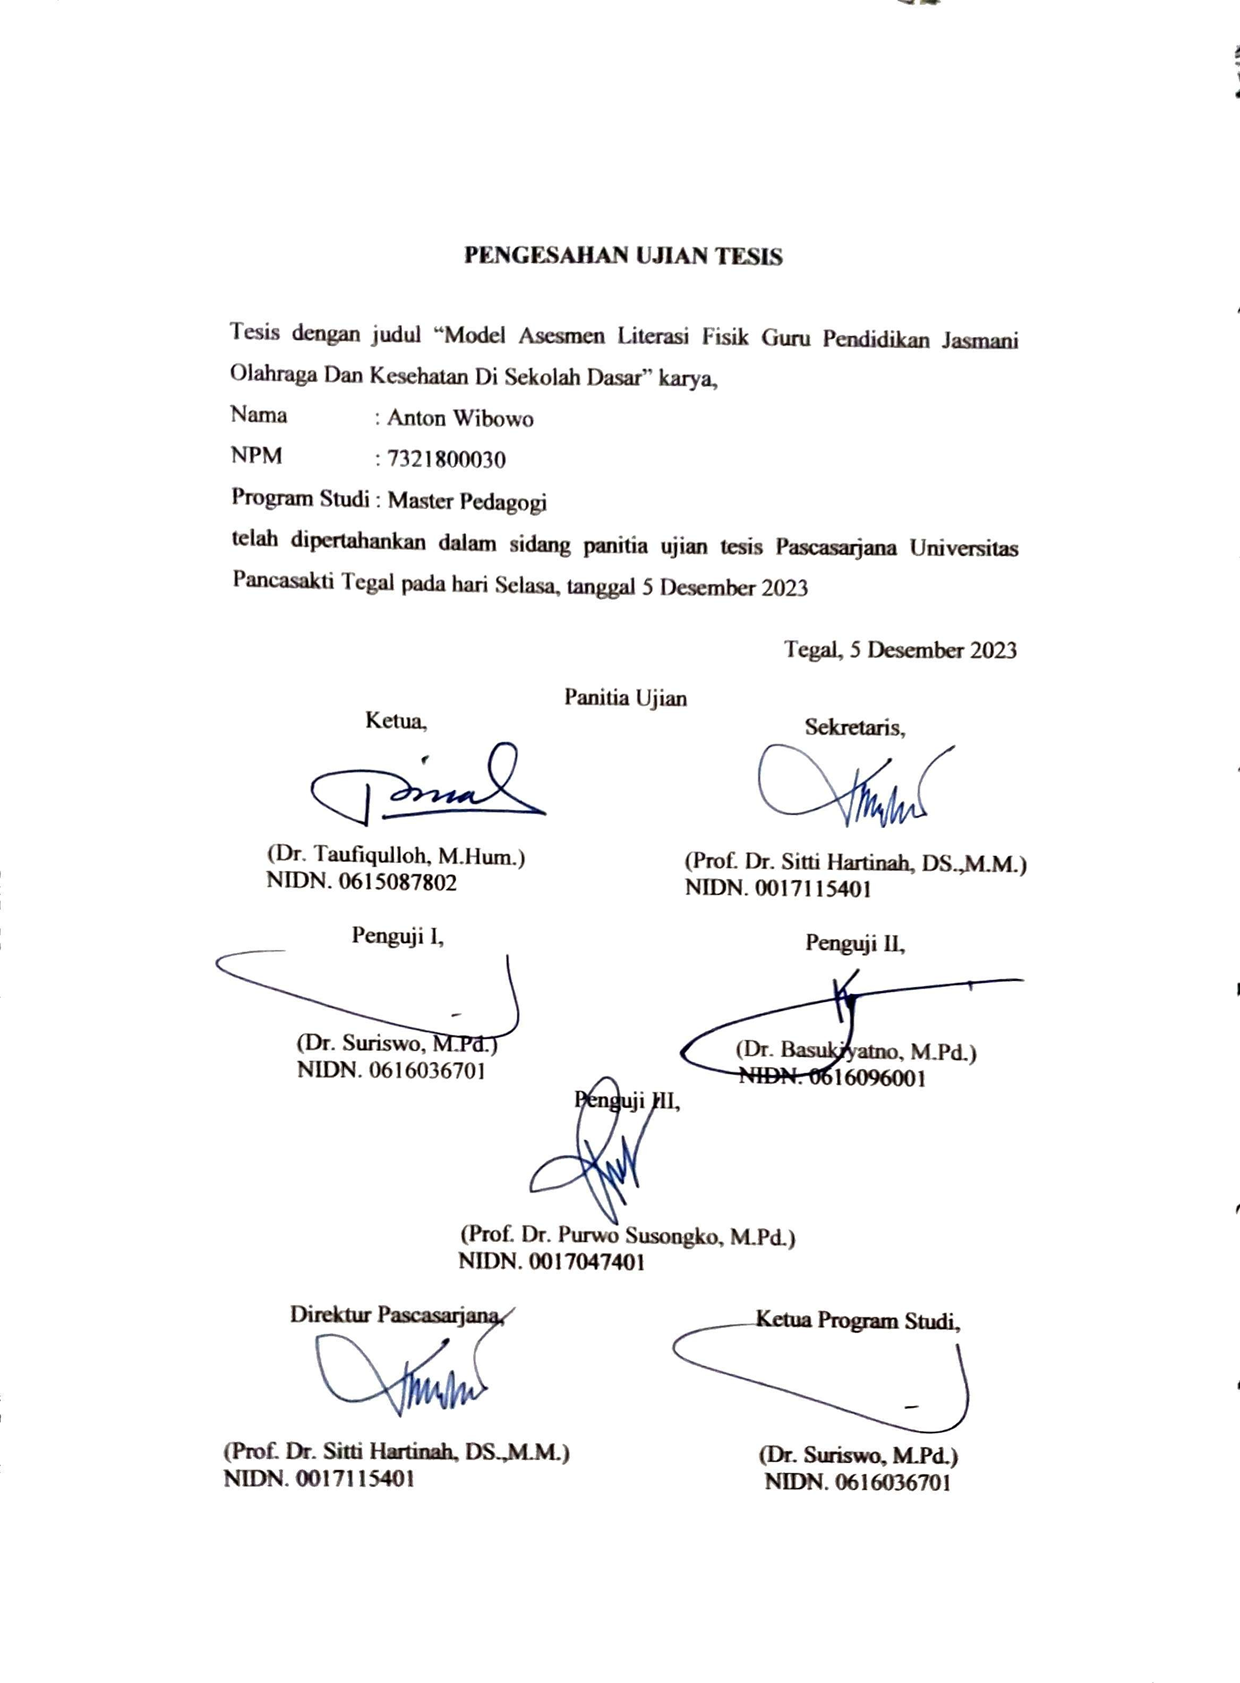 PENGESAHAN UJIAN TESIS
Tesis dengan judul “Model Asesmen Literasi Fisik Guru Pendidikan Jasmani
Olahraga Dan Kesehatan Di Sekolah Dasar” karya,
Nama : Anton Wibowo
NPM : 7321800030
Program Studi : Master Pedagogi
telah dipertahankan dalam sidang panitia ujian tesis Pascasarjana Universitas
Pancasakti Tegal pada hari Selasa, tanggal 5 Desember 2023
Tegal, 5 Desember 2023
Panitia Ujian
Ketua,
Sekretaris,
(Dr. Taufiqulloh, M.Hum.)
NIDN. 0615087802
(Prof. Dr. Sitti Hartinah, DS.,M.M.)
NIDN. 0017115401
Penguji I,
Penguji II,
(Dr. Suriswo, M.Pd.)
NIDN. 0616036701
(Dr. Basukiyatno, M.Pd.)
NIDN. 0616096001
Penguji III,
(Prof. Dr. Purwo Susongko, M.Pd.)
NIDN. 0017047401
Direktur Pascasarjana,
Ketua Program Studi,
(Prof. Dr. Sitti Hartinah, DS.,M.M.)
NIDN. 0017115401
(Dr. Suriswo, M.Pd.)
NIDN. 0616036701